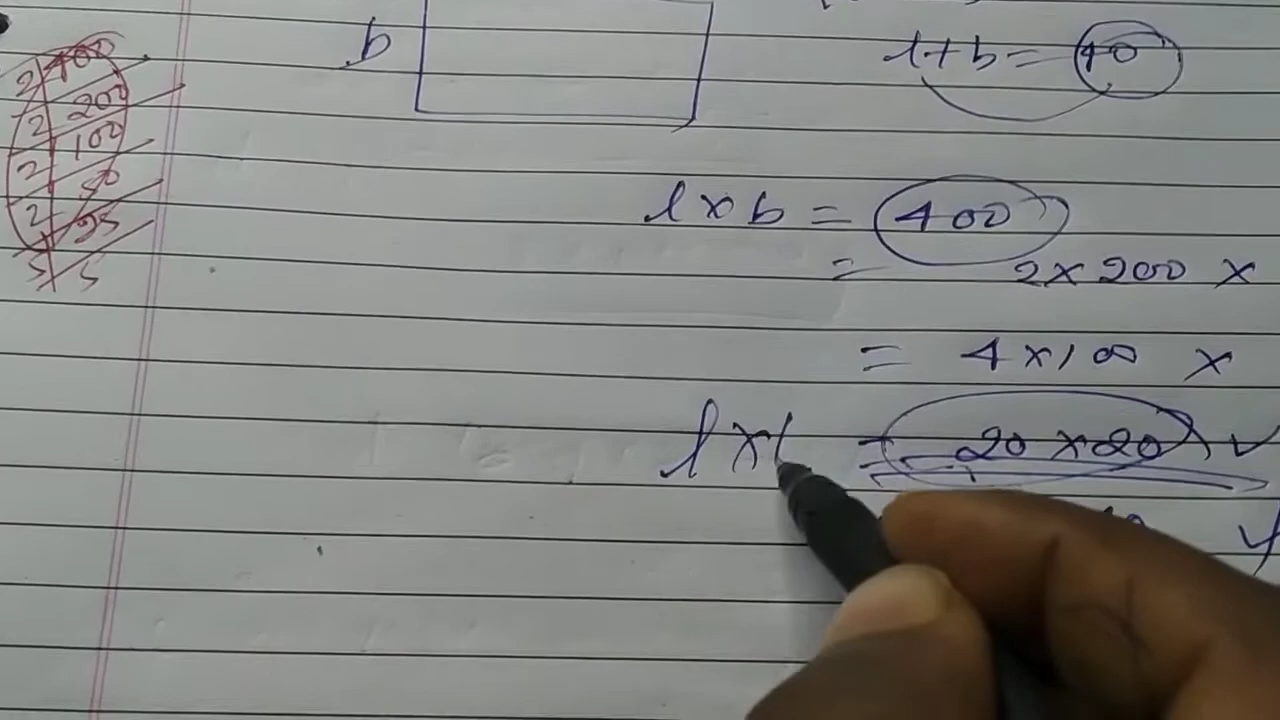 2 400
2 200
2 100
2 50
2 25
5 5
b
l+b= 40
l×b = 400
= 2×200 ×
= 4×100 ×
l× = 20×20 ✓